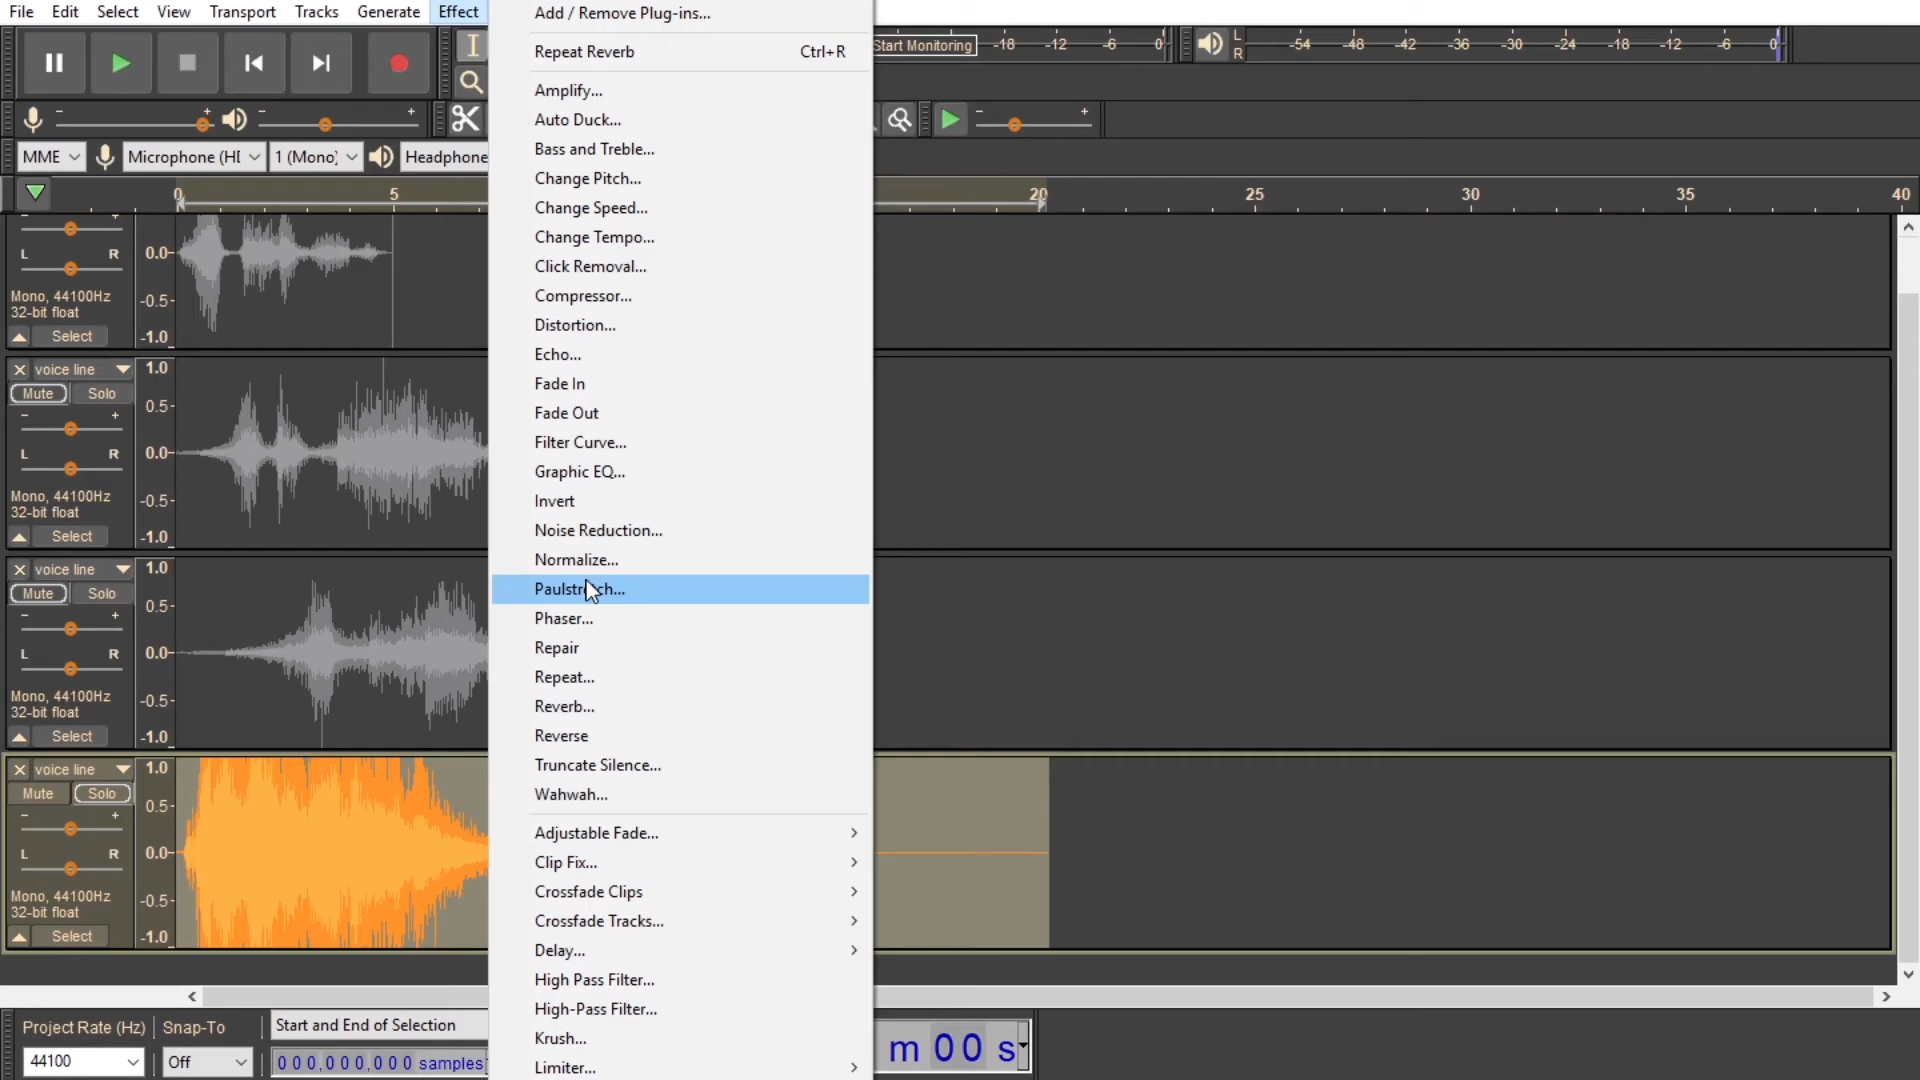 File Edit Select View Transport Tracks Generate Effect
Add / Remove Plug-ins...
Repeat Reverb Ctrl+R
Amplify...
Auto Duck...
Bass and Treble...
Change Pitch...
Change Speed...
Change Tempo...
Click Removal...
Compressor...
Distortion...
Echo...
Fade In
Fade Out
Filter Curve...
Graphic EQ...
Invert
Noise Reduction...
Normalize...
Paulstretch...
Phaser...
Repair
Repeat...
Reverb...
Reverse
Truncate Silence...
Wahwah...
Adjustable Fade...
Clip Fix...
Crossfade Clips
Crossfade Tracks...
Delay...
High Pass Filter...
High-Pass Filter...
Krush...
Limiter...
Start Monitoring -18 -12 -6 0
L
R
-54 -48 -42 -36 -30 -24 -18 -12 -6 0
MME Microphone (HI 1 (Mono) Headphone
0 5 20 25 30 35 40
L R
Mono, 44100Hz
32-bit float
Select
0.0
-0.5
-1.0
voice line
Mute Solo
L R
Mono, 44100Hz
32-bit float
Select
1.0
0.5
0.0
-0.5
-1.0
voice line
Mute Solo
L R
Mono, 44100Hz
32-bit float
Select
1.0
0.5
0.0
-0.5
-1.0
voice line
Mute Solo
L R
Mono, 44100Hz
32-bit float
Select
1.0
0.5
0.0
-0.5
-1.0
Project Rate (Hz) Snap-To Start and End of Selection
44100 Off 000,000,000 samples
m 00 s